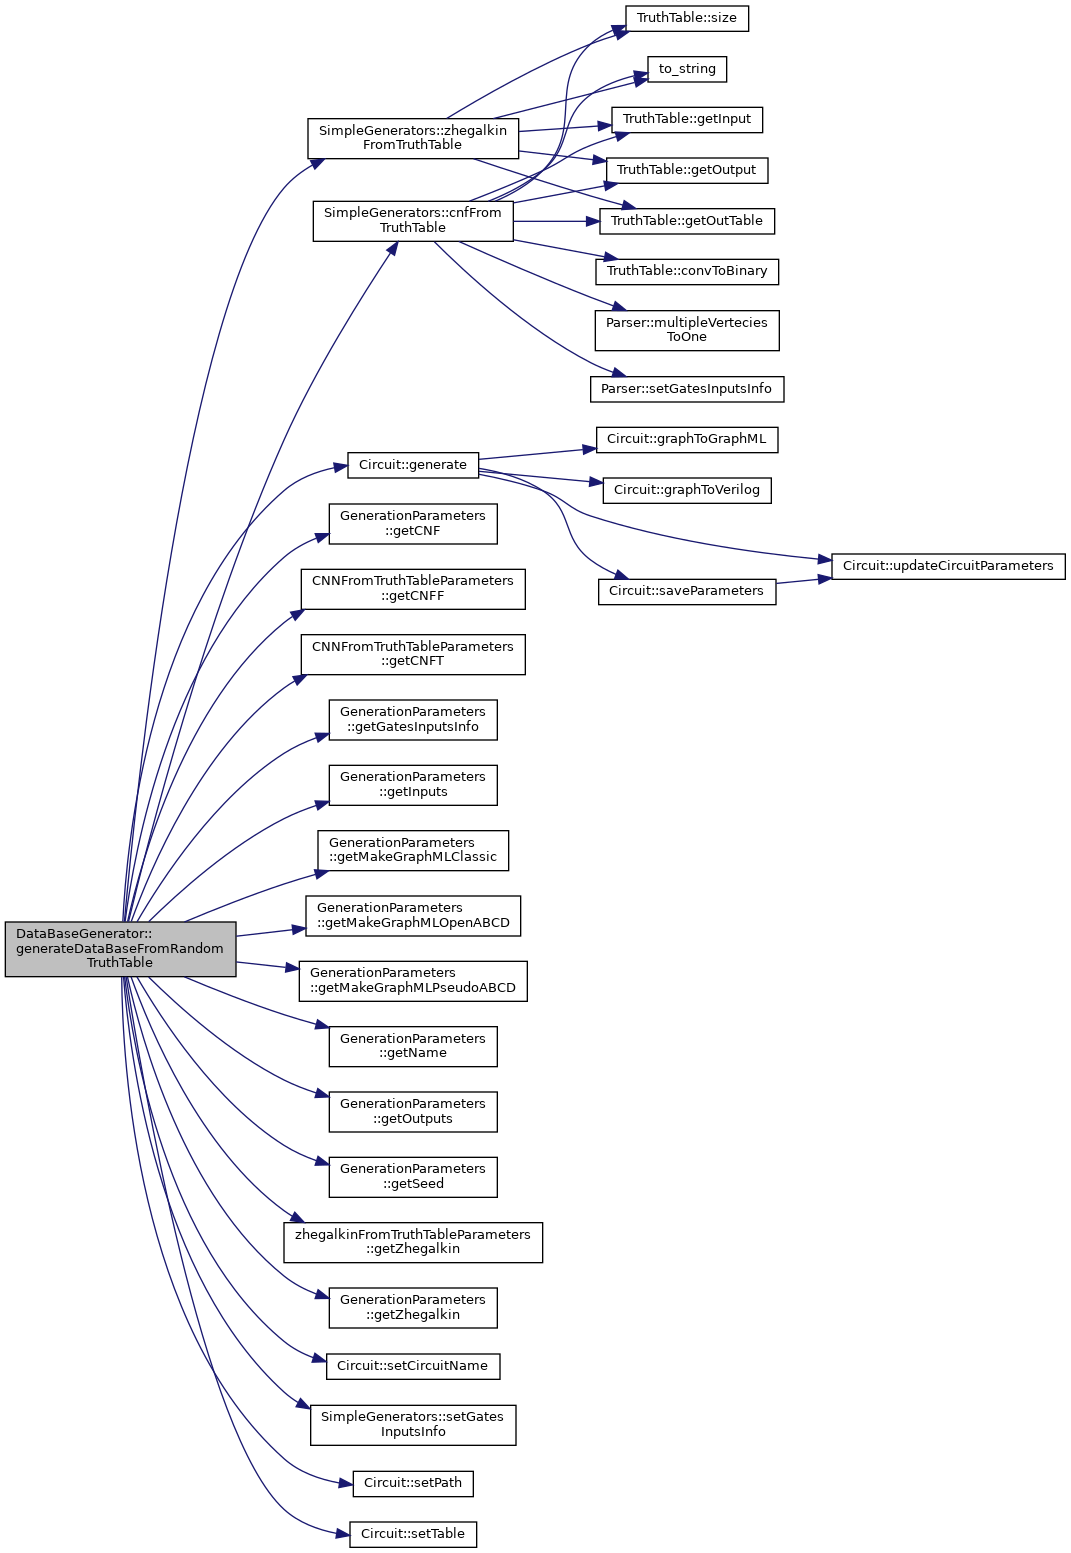 TruthTable::size
to_string
SimpleGenerators::zhegalkin
FromTruthTable
TruthTable::getInput
TruthTable::getOutput
SimpleGenerators::cnfFrom
TruthTable
TruthTable::getOutTable
TruthTable::convToBinary
Parser::multipleVertecies
ToOne
Parser::setGatesInputsInfo
Circuit::graphToGraphML
Circuit::generate
Circuit::graphToVerilog
Circuit::updateCircuitParameters
Circuit::saveParameters
GenerationParameters
::getCNF
CNNFromTruthTableParameters
::getCNFF
CNNFromTruthTableParameters
::getCNFT
GenerationParameters
::getGatesInputsInfo
GenerationParameters
::getInputs
GenerationParameters
::getMakeGraphMLClassic
GenerationParameters
::getMakeGraphMLOpenABCD
DataBaseGenerator::
generateDataBaseFromRandom
TruthTable
GenerationParameters
::getMakeGraphMLPseudoABCD
GenerationParameters
::getName
GenerationParameters
::getOutputs
GenerationParameters
::getSeed
zhegalkinFromTruthTableParameters
::getZhegalkin
GenerationParameters
::getZhegalkin
Circuit::setCircuitName
SimpleGenerators::setGates
InputsInfo
Circuit::setPath
Circuit::setTable